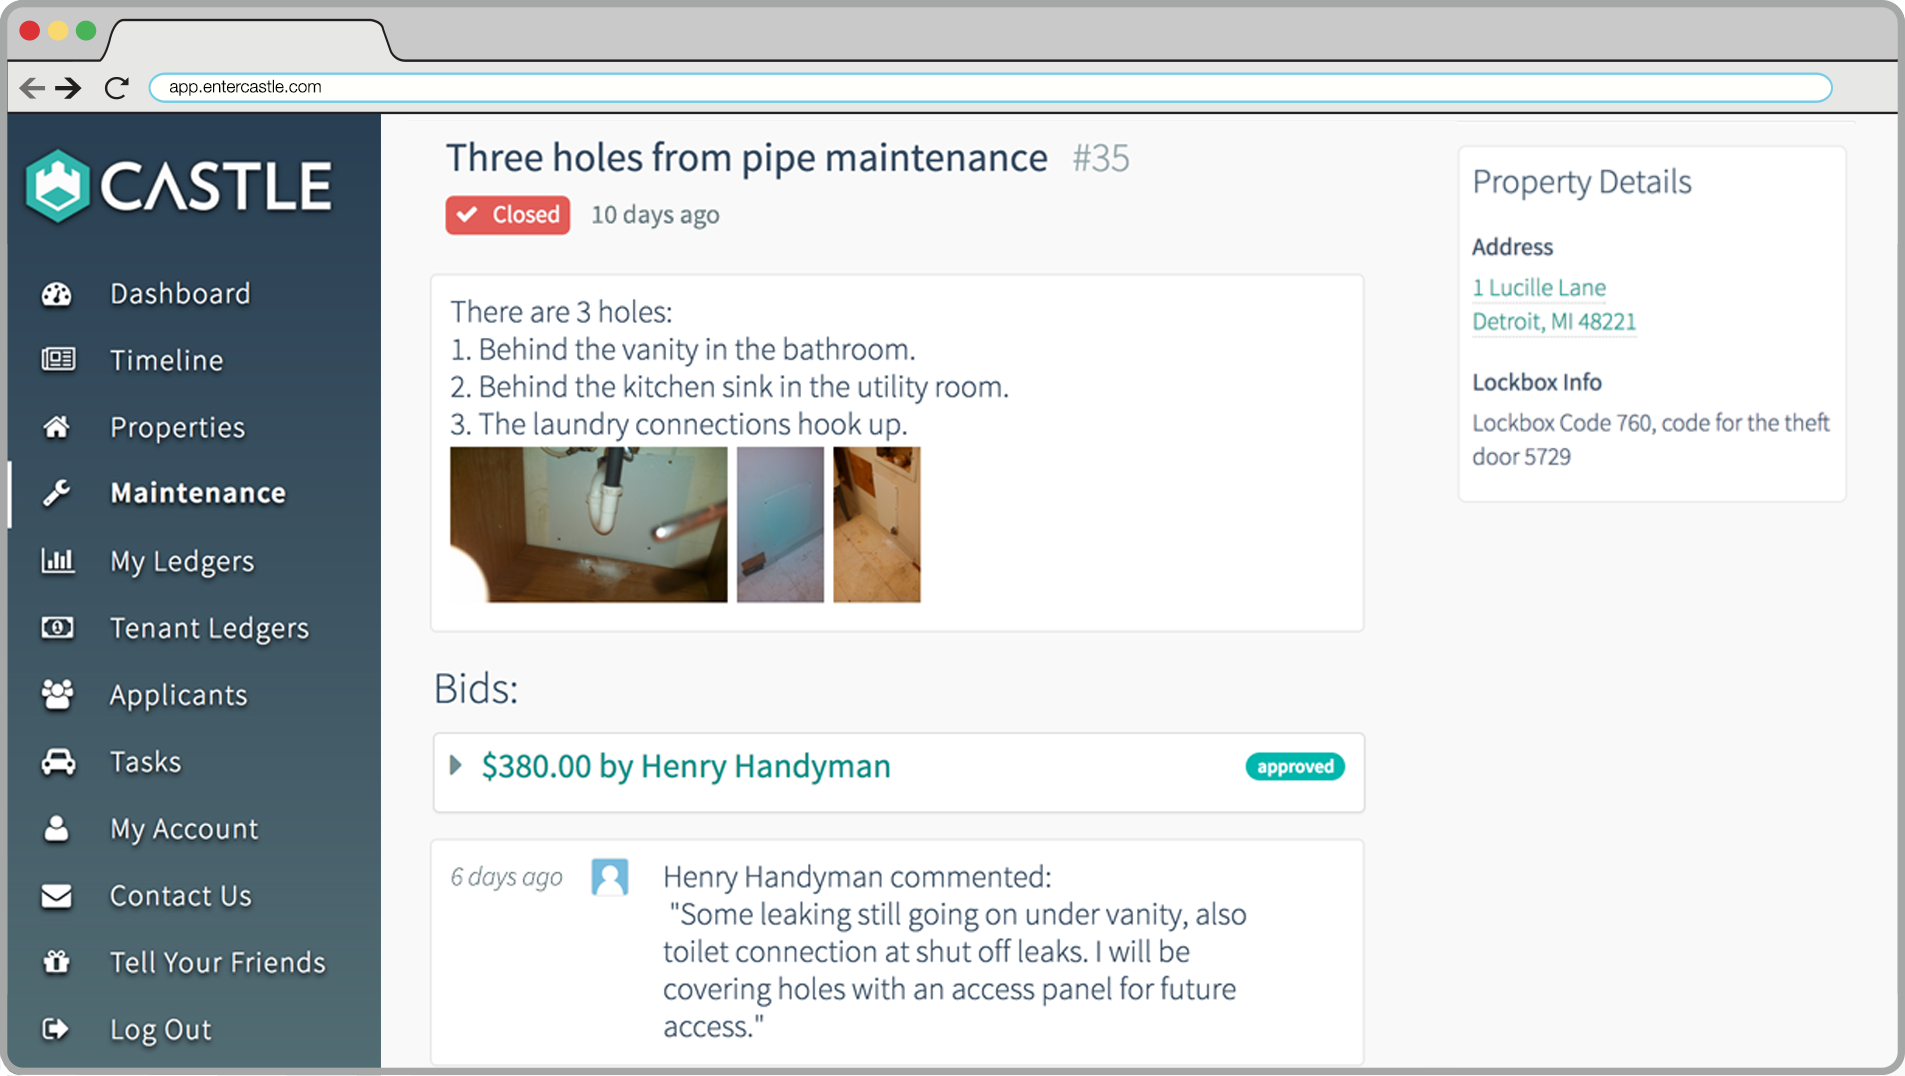 app.entercastle.com
CASTLE
Dashboard
Timeline
Properties
Maintenance
My Ledgers
Tenant Ledgers
Applicants
Tasks
My Account
Contact Us
Tell Your Friends
Log Out
Three holes from pipe maintenance #35
Closed 10 days ago
There are 3 holes:
1. Behind the vanity in the bathroom.
2. Behind the kitchen sink in the utility room.
3. The laundry connections hook up.
Bids:
$380.00 by Henry Handyman approved
6 days ago Henry Handyman commented:
"Some leaking still going on under vanity, also
toilet connection at shut off leaks. I will be
covering holes with an access panel for future
access."
Property Details
Address
1 Lucille Lane
Detroit, MI 48221
Lockbox Info
Lockbox Code 760, code for the theft
door 5729